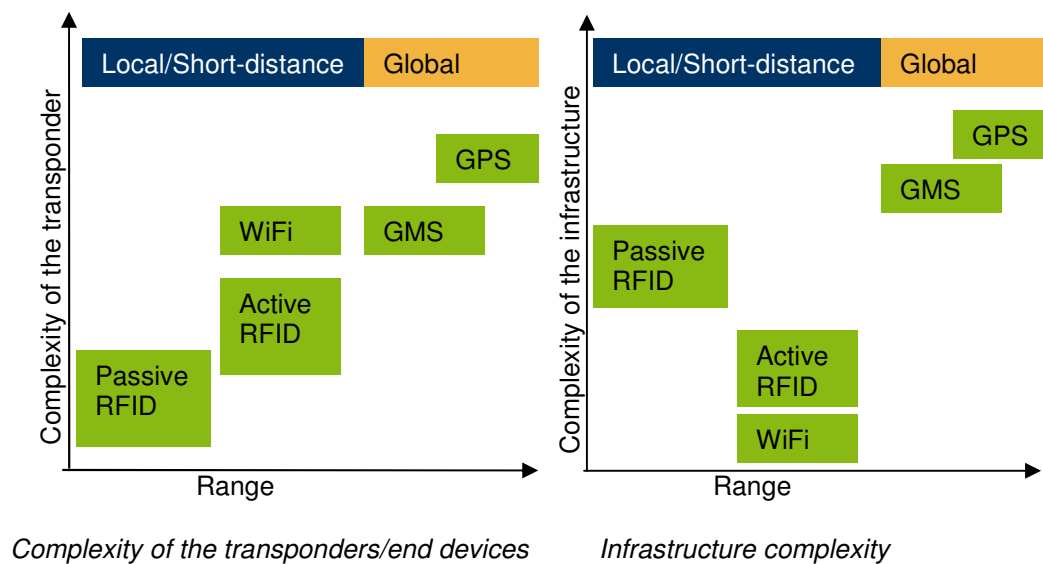 Complexity of the transponder
Local/Short-distance
Global
GPS
WiFi
GMS
Active
RFID
Passive
RFID
Range
Complexity of the transponders/end devices
Complexity of the infrastructure
Local/Short-distance
Global
GPS
GMS
Passive
RFID
Active
RFID
WiFi
Range
Infrastructure complexity